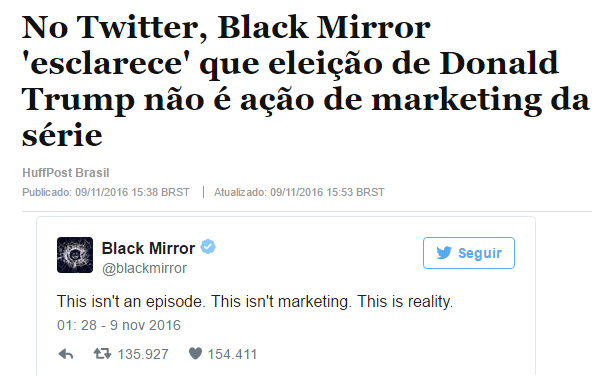 No Twitter, Black Mirror
'esclarece' que eleição de Donald
Trump não é ação de marketing da
série
HuffPost Brasil
Publicado: 09/11/2016 15:38 BRST | Atualizado: 09/11/2016 15:53 BRST
Black Mirror
@blackmirror
Seguir
This isn't an episode. This isn't marketing. This is reality.
01: 28 - 9 nov 2016
135.927 154.411